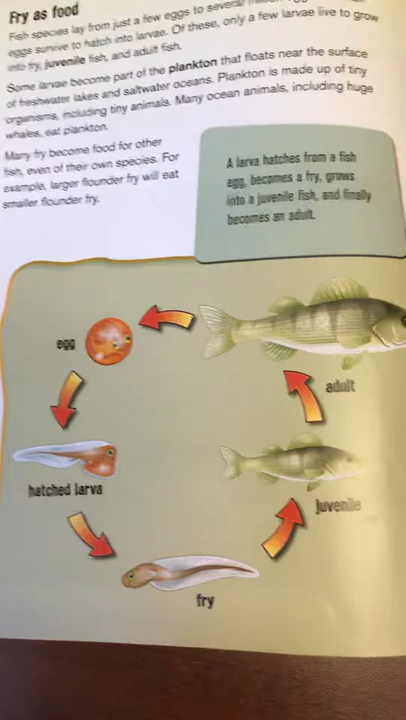 Fry as food
Fish species lay from just a few eggs to several
eggs survive to hatch into larvae. Of these, only a few larvae live to grow
into fry, juvenile fish, and adult fish.
Some larvae become part of the plankton that floats near the surface
of freshwater lakes and saltwater oceans. Plankton is made up of tiny
organisms, including tiny animals. Many ocean animals, including huge
whales, eat plankton.
Many fry become food for other
fish, even of their own species. For
example, larger flounder fry will eat
smaller flounder fry.
A larva hatches from a fish
egg, becomes a fry, grows
into a juvenile fish, and finally
becomes an adult.
egg
adult
hatched larva
juvenile
fry